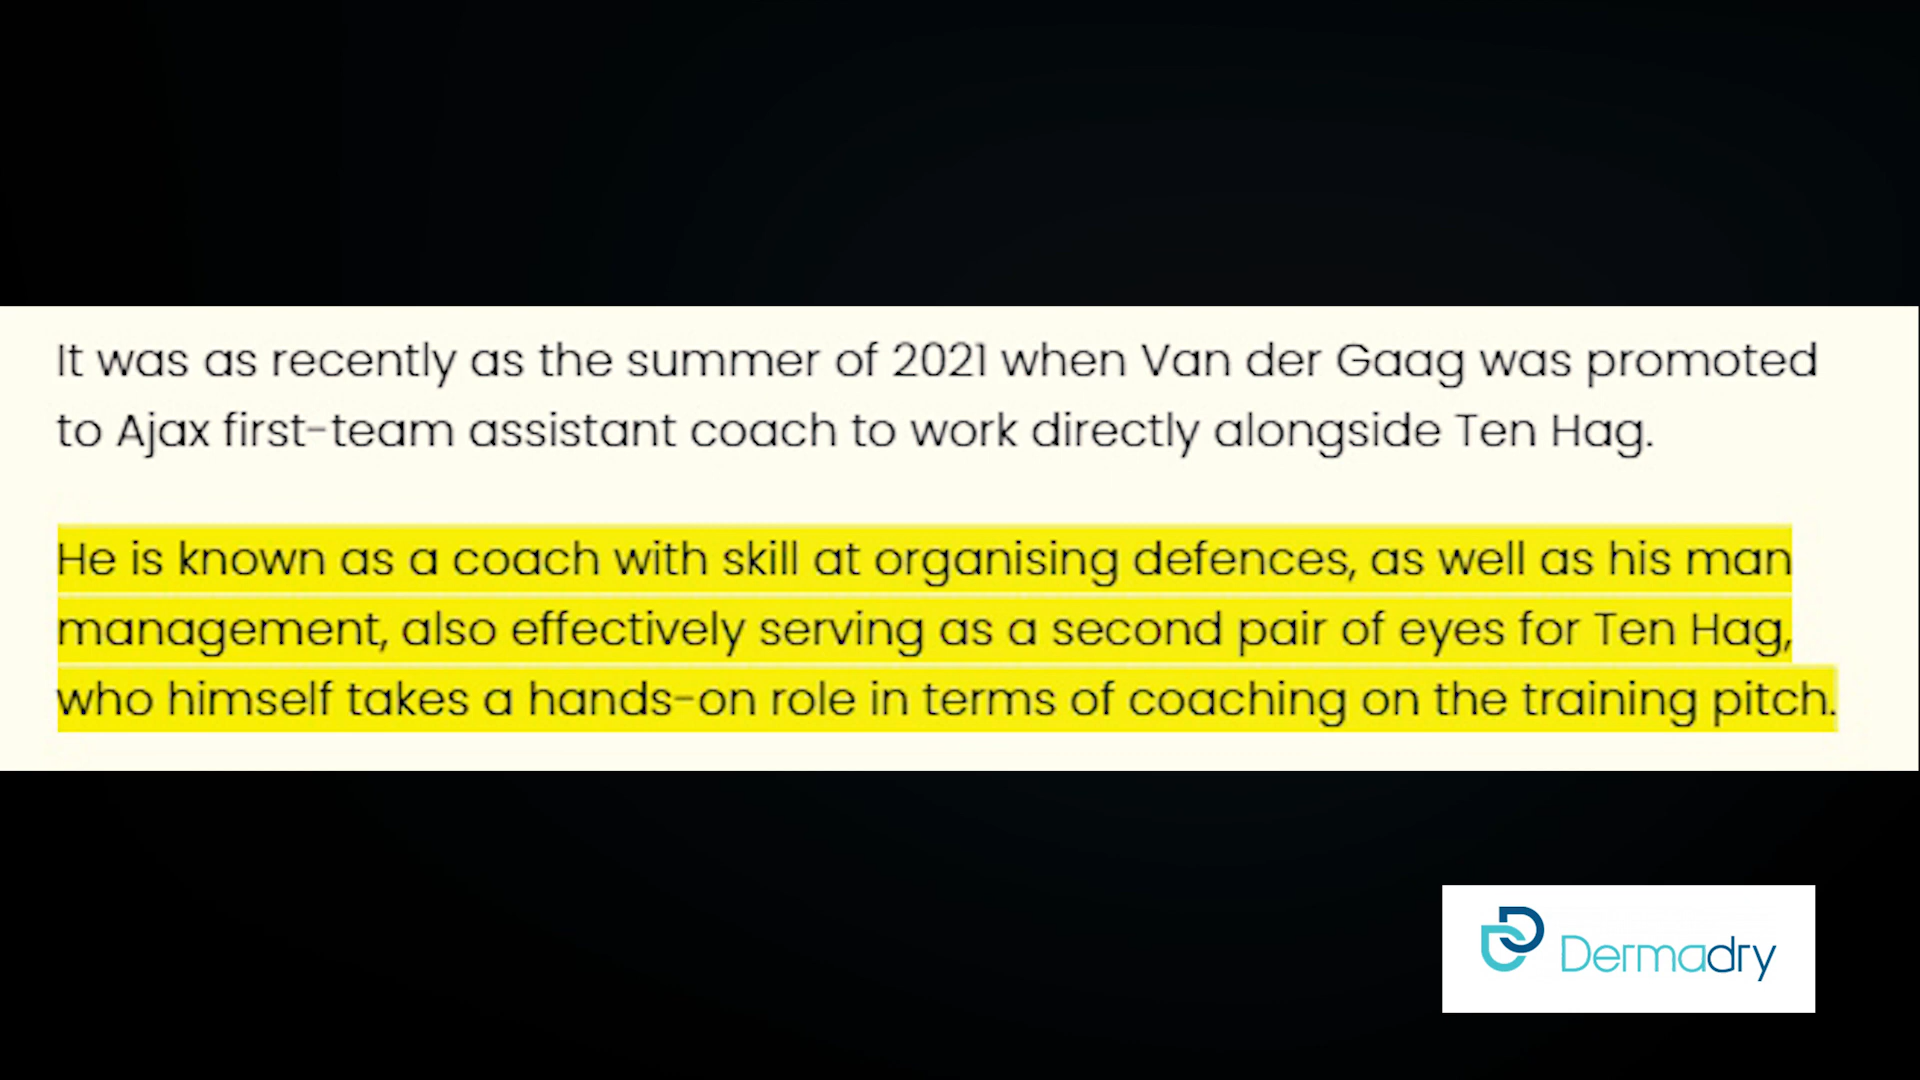 It was as recently as the summer of 2021 when Van der Gaag was promoted
to Ajax first-team assistant coach to work directly alongside Ten Hag.
He is known as a coach with skill at organising defences, as well as his man
management, also effectively serving as a second pair of eyes for Ten Hag,
who himself takes a hands-on role in terms of coaching on the training pitch.
Dermadry